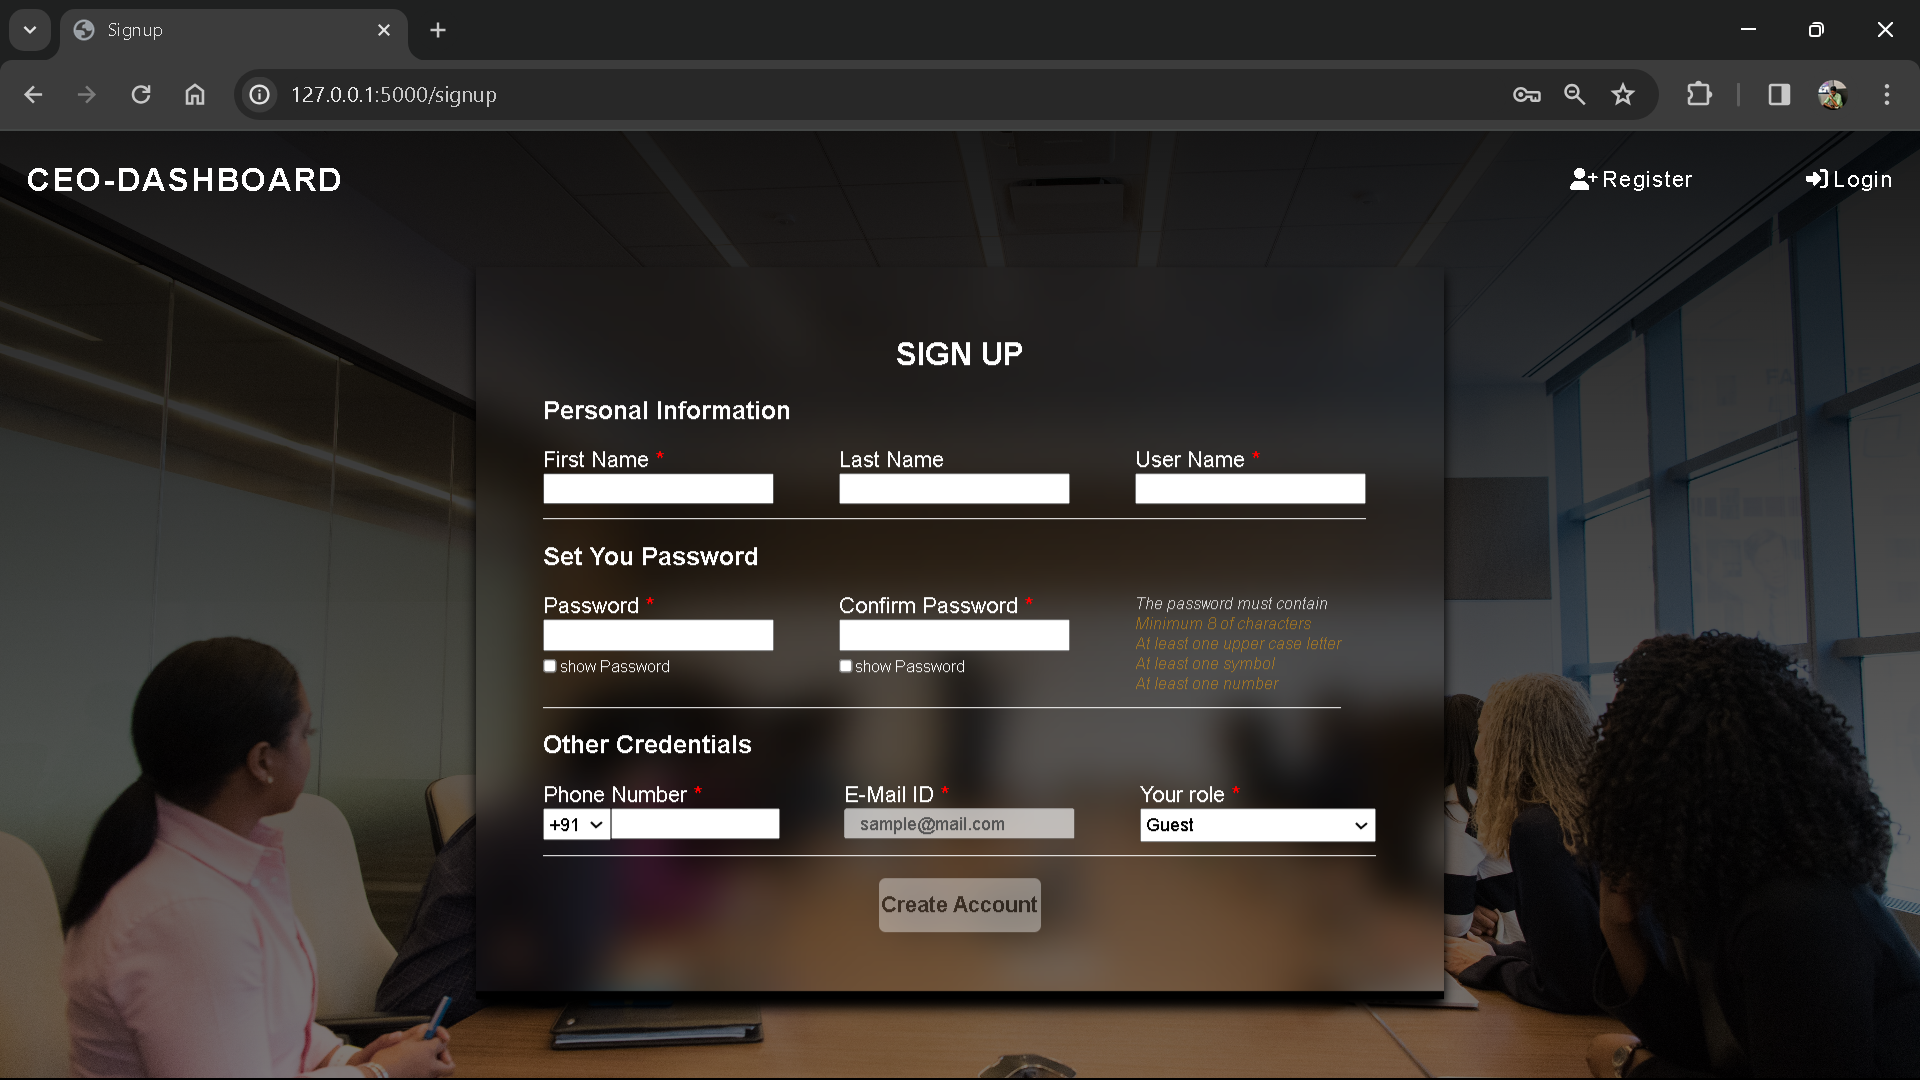 Signup
127.0.0.1:5000/signup
CEO-DASHBOARD
Register
Login
SIGN UP
Personal Information
First Name *
Last Name
User Name *
Set You Password
Password *
Confirm Password *
show Password
show Password
The password must contain
Minimum 8 of characters
At least one upper case letter
At least one symbol
At least one number
Other Credentials
Phone Number *
E-Mail ID *
Your role *
+91
sample@mail.com
Guest
Create Account